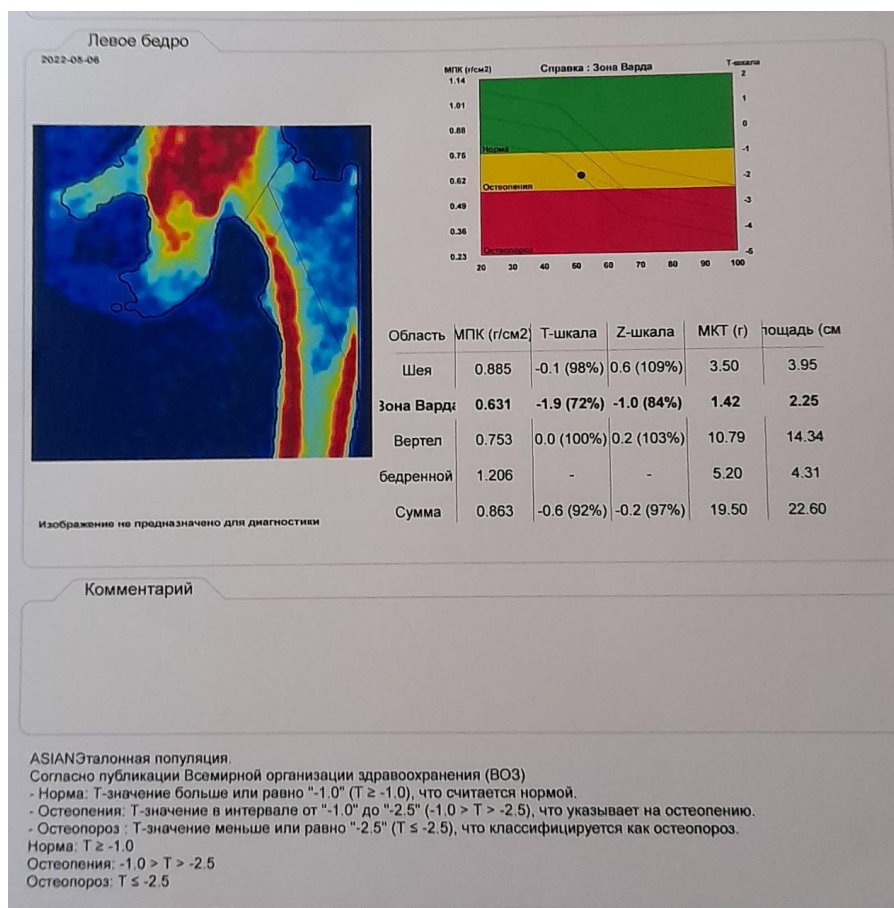 Левое бедро
2022-05-06
МПК (г/см2) Справка : Зона Варда Т-шкала
1.14 2
1.01 1
0.88 0
Норма
0.76 -1
0.62 -2
Остеопения
0.49 -3
0.36 -4
Остеопороз
0.23 -5
20 30 40 50 60 70 80 90 100
Область МПК (г/см2) Т-шкала Z-шкала МКТ (г) лощадь (см
Шея 0.885 -0.1 (98%) 0.6 (109%) 3.50 3.95
Зона Варда 0.631 -1.9 (72%) -1.0 (84%) 1.42 2.25
Вертел 0.753 0.0 (100%) 0.2 (103%) 10.79 14.34
бедренной 1.206 - - 5.20 4.31
Сумма 0.863 -0.6 (92%) -0.2 (97%) 19.50 22.60
Изображение не предназначено для диагностики
Комментарий
ASIANЭталонная популяция.
Согласно публикации Всемирной организации здравоохранения (ВОЗ)
- Норма: Т-значение больше или равно "-1.0" (T ≥ -1.0), что считается нормой.
- Остеопения: Т-значение в интервале от "-1.0" до "-2.5" (-1.0 > T > -2.5), что указывает на остеопению.
- Остеопороз : Т-значение меньше или равно "-2.5" (T ≤ -2.5), что классифицируется как остеопороз.
Норма: T ≥ -1.0
Остеопения: -1.0 > T > -2.5
Остеопороз: T ≤ -2.5